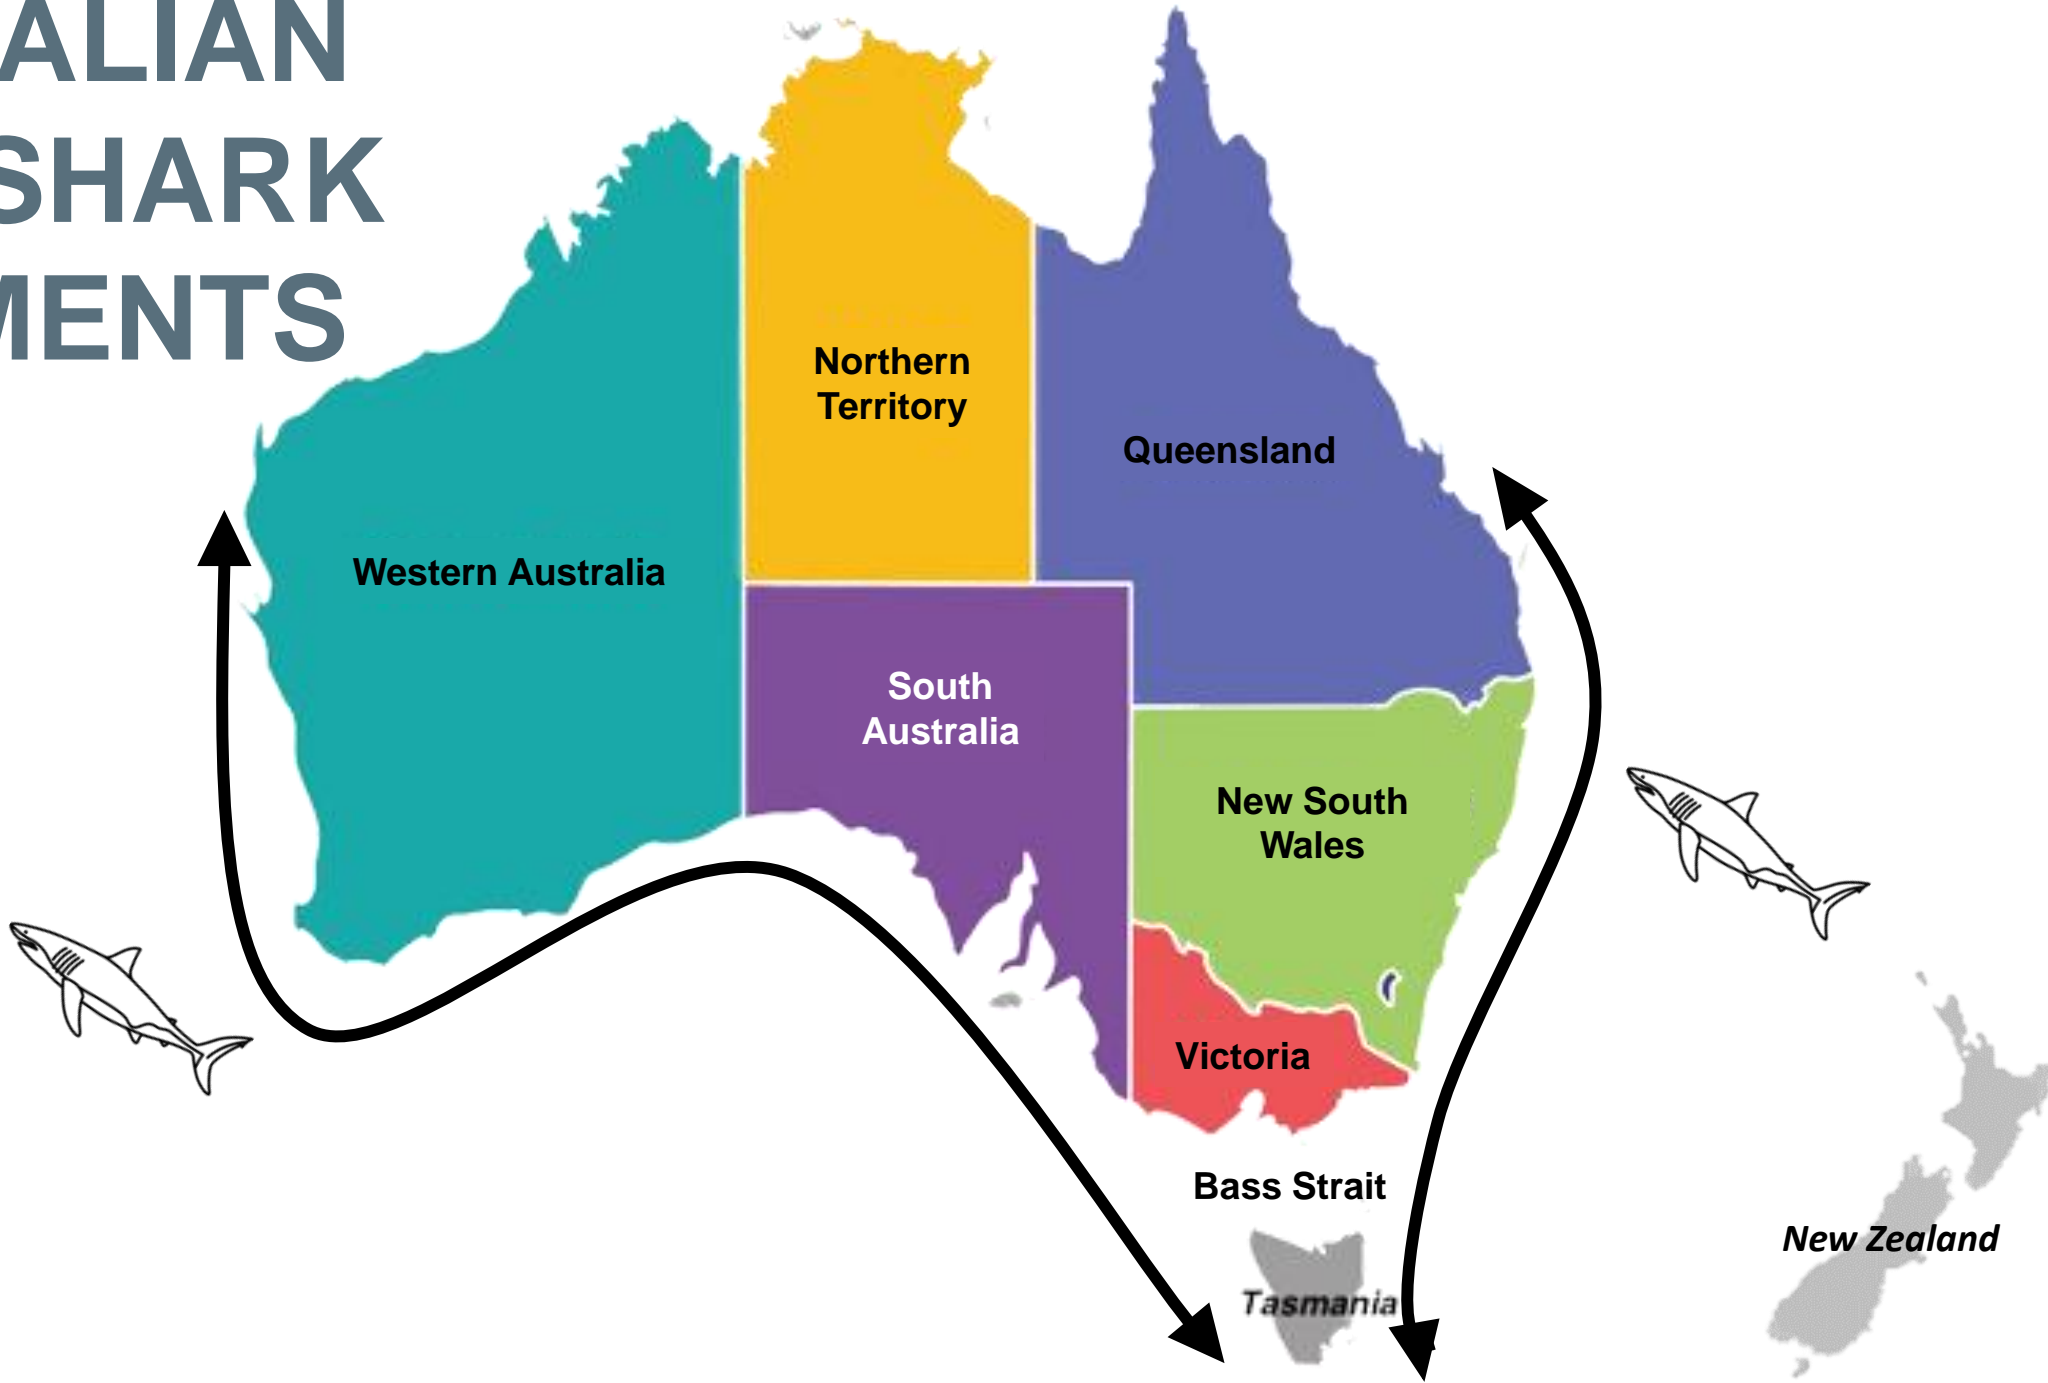 ALIAN
SHARK
MENTS
Northern
Territory
Queensland
Western Australia
South
Australia
New South
Wales
Victoria
Bass Strait
New Zealand
Tasmania